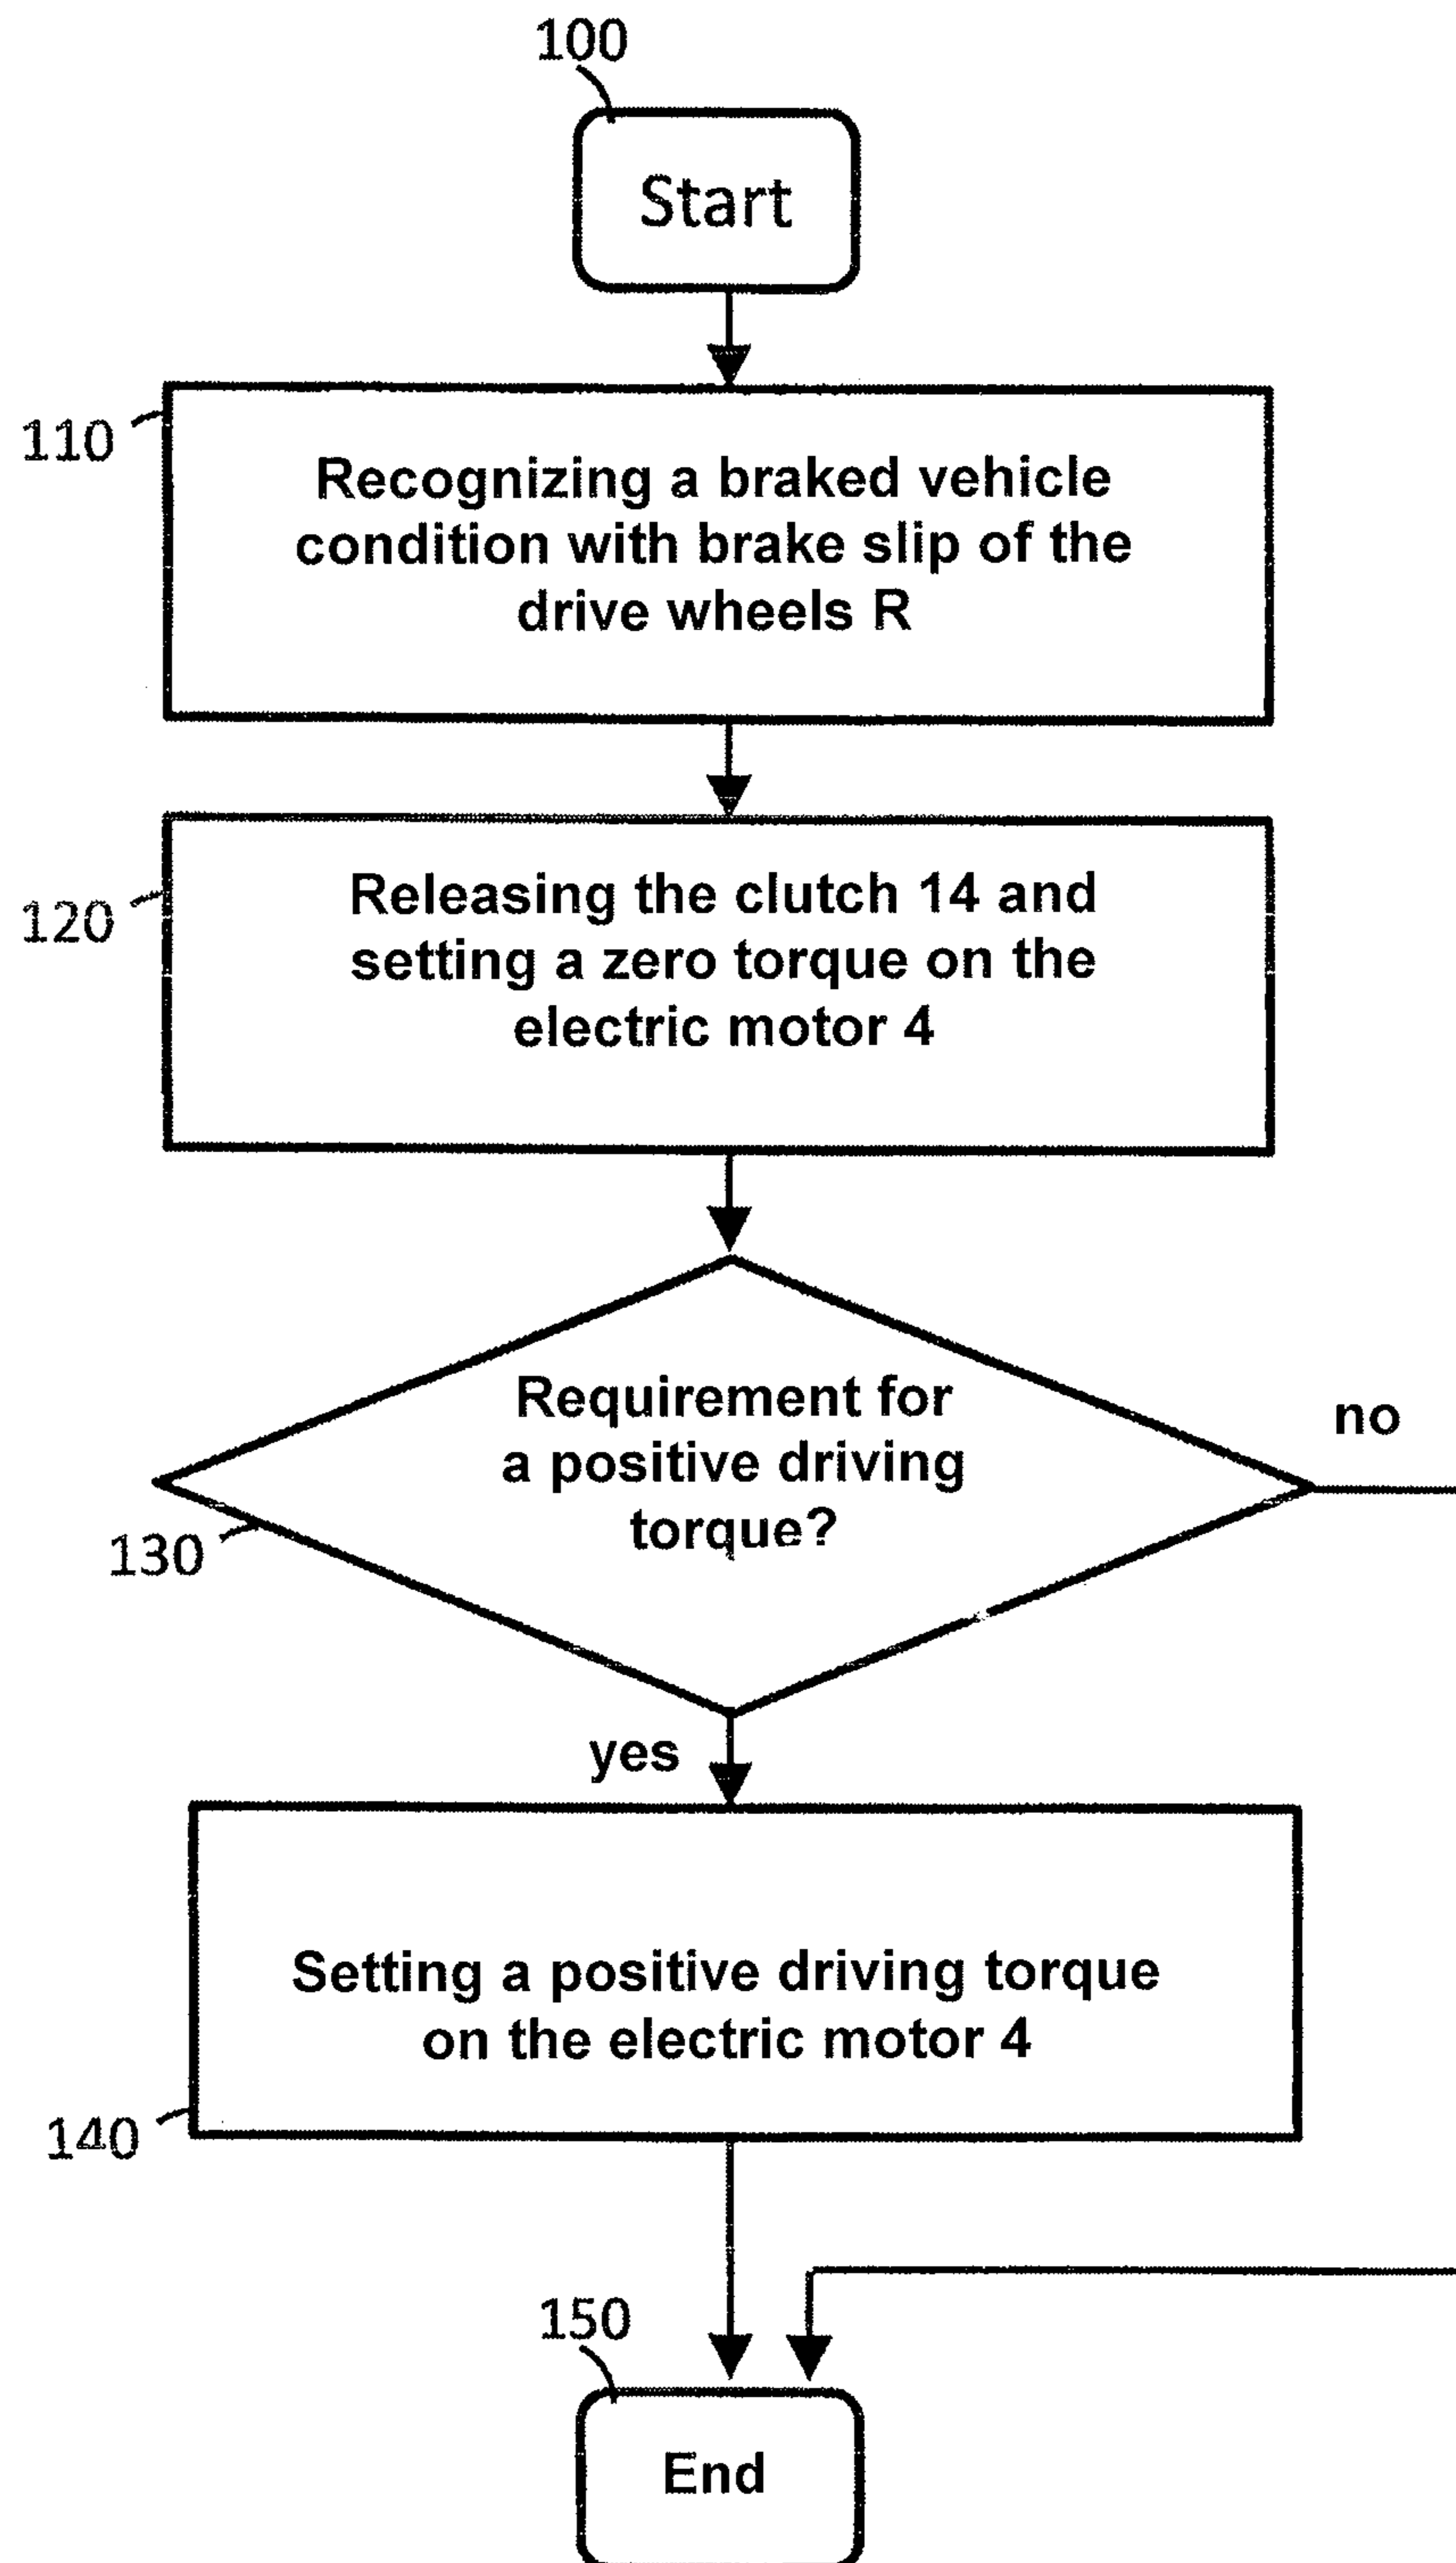 100
Start
110
Recognizing a braked vehicle
condition with brake slip of the
drive wheels R
120
Releasing the clutch 14 and
setting a zero torque on the
electric motor 4
Requirement for
a positive driving
torque?
no
130
yes
Setting a positive driving torque
on the electric motor 4
140
150
End